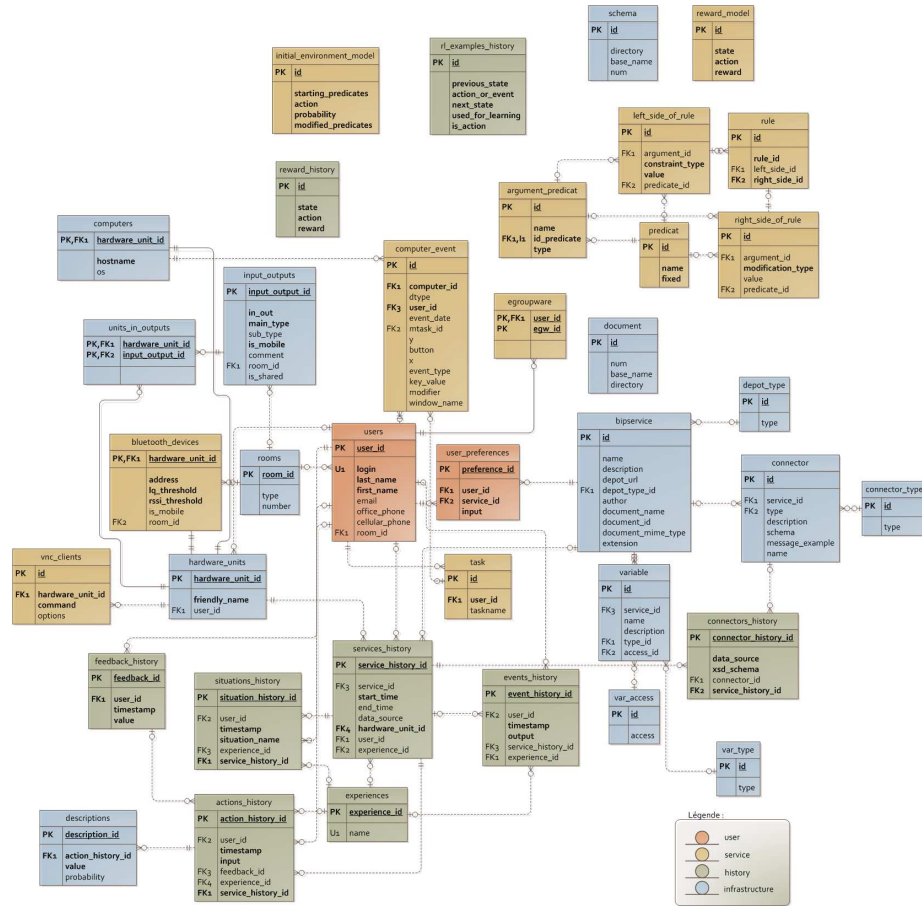 schema
PK id
directory
base_name
num
reward_model
PK id
state
action
reward
initial_environment_model
PK id
starting_predicates
action
probability
modified_predicates
rl_examples_history
PK id
previous_state
action_or_event
next_state
used_for_learning
is_action
left_side_of_rule
PK id
FK1 argument_id
constraint_type
value
FK2 predicate_id
rule
PK id
rule_id
FK1 left_side_id
FK2 right_side_id
reward_history
PK id
state
action
reward
argument_predicat
PK id
name
FK1,I1 id_predicate
type
predicat
PK id
name
fixed
right_side_of_rule
PK id
FK1 argument_id
modification_type
value
FK2 predicate_id
computers
PK,FK1 hardware_unit_id
hostname
os
computer_event
PK id
FK1 computer_id
dtype
FK3 user_id
event_date
FK2 mtask_id
y
button
x
event_type
key_value
modifier
window_name
input_outputs
PK input_output_id
in_out
main_type
sub_type
is_mobile
comment
FK1 room_id
is_shared
egroupware
PK,FK1 user_id
PK egw_id
units_in_outputs
PK,FK1 hardware_unit_id
PK,FK2 input_output_id
document
PK id
num
base_name
directory
depot_type
PK id
type
bipservice
PK id
name
description
depot_url
FK1 depot_type_id
author
document_name
document_id
document_mime_type
extension
users
PK user_id
U1 login
last_name
first_name
email
office_phone
cellular_phone
FK1 room_id
user_preferences
PK preference_id
FK1 user_id
FK2 service_id
input
bluetooth_devices
PK,FK1 hardware_unit_id
address
lq_threshold
rssi_threshold
is_mobile
FK2 room_id
rooms
PK room_id
type
number
connector
PK id
FK1 service_id
FK2 type
description
schema
message_example
name
connector_type
PK id
type
vnc_clients
PK id
FK1 hardware_unit_id
command
options
hardware_units
PK hardware_unit_id
friendly_name
FK1 user_id
task
PK id
FK1 user_id
taskname
variable
PK id
FK3 service_id
name
description
FK1 type_id
FK2 access_id
connectors_history
PK connector_history_id
data_source
xsd_schema
FK1 connector_id
FK2 service_history_id
feedback_history
PK feedback_id
FK1 user_id
timestamp
value
situations_history
PK situation_history_id
FK2 user_id
timestamp
situation_name
FK3 experience_id
FK1 service_history_id
services_history
PK service_history_id
FK3 service_id
start_time
end_time
data_source
FK4 hardware_unit_id
FK1 user_id
FK2 experience_id
events_history
PK event_history_id
FK2 user_id
timestamp
output
FK3 service_history_id
FK1 experience_id
var_access
PK id
access
var_type
PK id
type
descriptions
PK description_id
FK1 action_history_id
value
probability
actions_history
PK action_history_id
FK2 user_id
timestamp
input
FK3 feedback_id
FK4 experience_id
FK1 service_history_id
experiences
PK experience_id
U1 name
Légende :
user
service
history
infrastructure